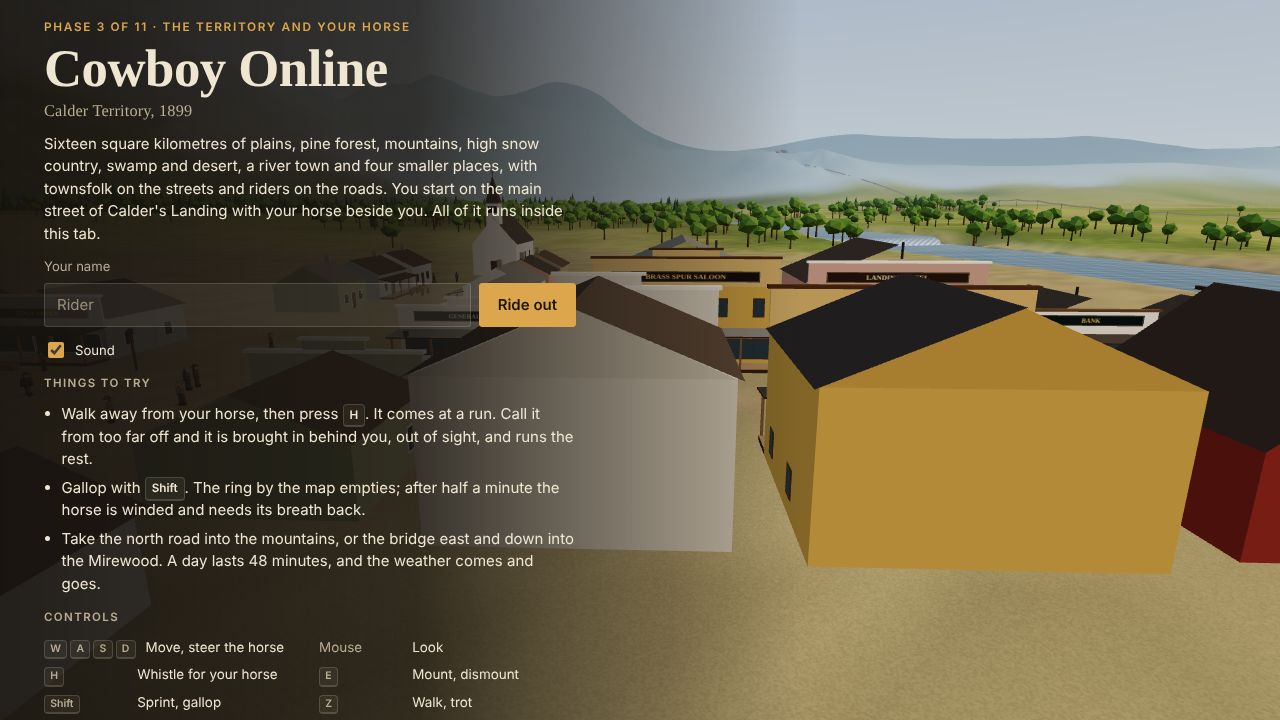 PHASE 3 OF 11 · THE TERRITORY AND YOUR HORSE
Cowboy Online
Calder Territory, 1899
Sixteen square kilometres of plains, pine forest, mountains, high snow
country, swamp and desert, a river town and four smaller places, with
townsfolk on the streets and riders on the roads. You start on the main
street of Calder's Landing with your horse beside you. All of it runs inside
this tab.
Your name
Rider
Ride out
Sound
BRASS SPUR SALOON
BANK
THINGS TO TRY
• Walk away from your horse, then press H. It comes at a run. Call it
from too far off and it is brought in behind you, out of sight, and runs the
rest.
• Gallop with Shift. The ring by the map empties; after half a minute the
horse is winded and needs its breath back.
• Take the north road into the mountains, or the bridge east and down into
the Mirewood. A day lasts 48 minutes, and the weather comes and
goes.
CONTROLS
W A S D Move, steer the horse Mouse Look
H Whistle for your horse E Mount, dismount
Shift Sprint, gallop Z Walk, trot